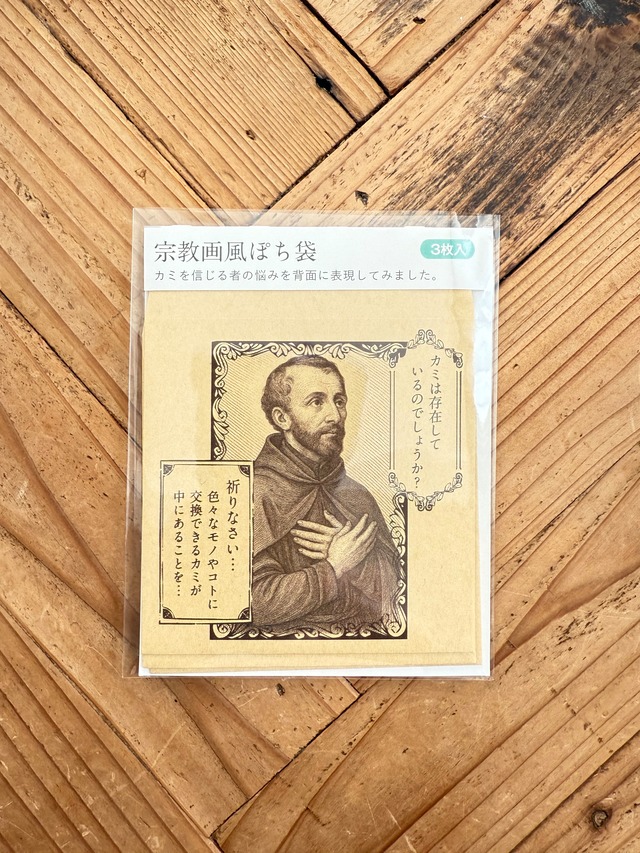 宗教画風ぽち袋
3枚入
カミを信じる者の悩みを背面に表現してみました。
カミは存在して
いるのでしょうか?
祈りなさい…
色々なモノやコトに
交換できるカミが
中にあることを…